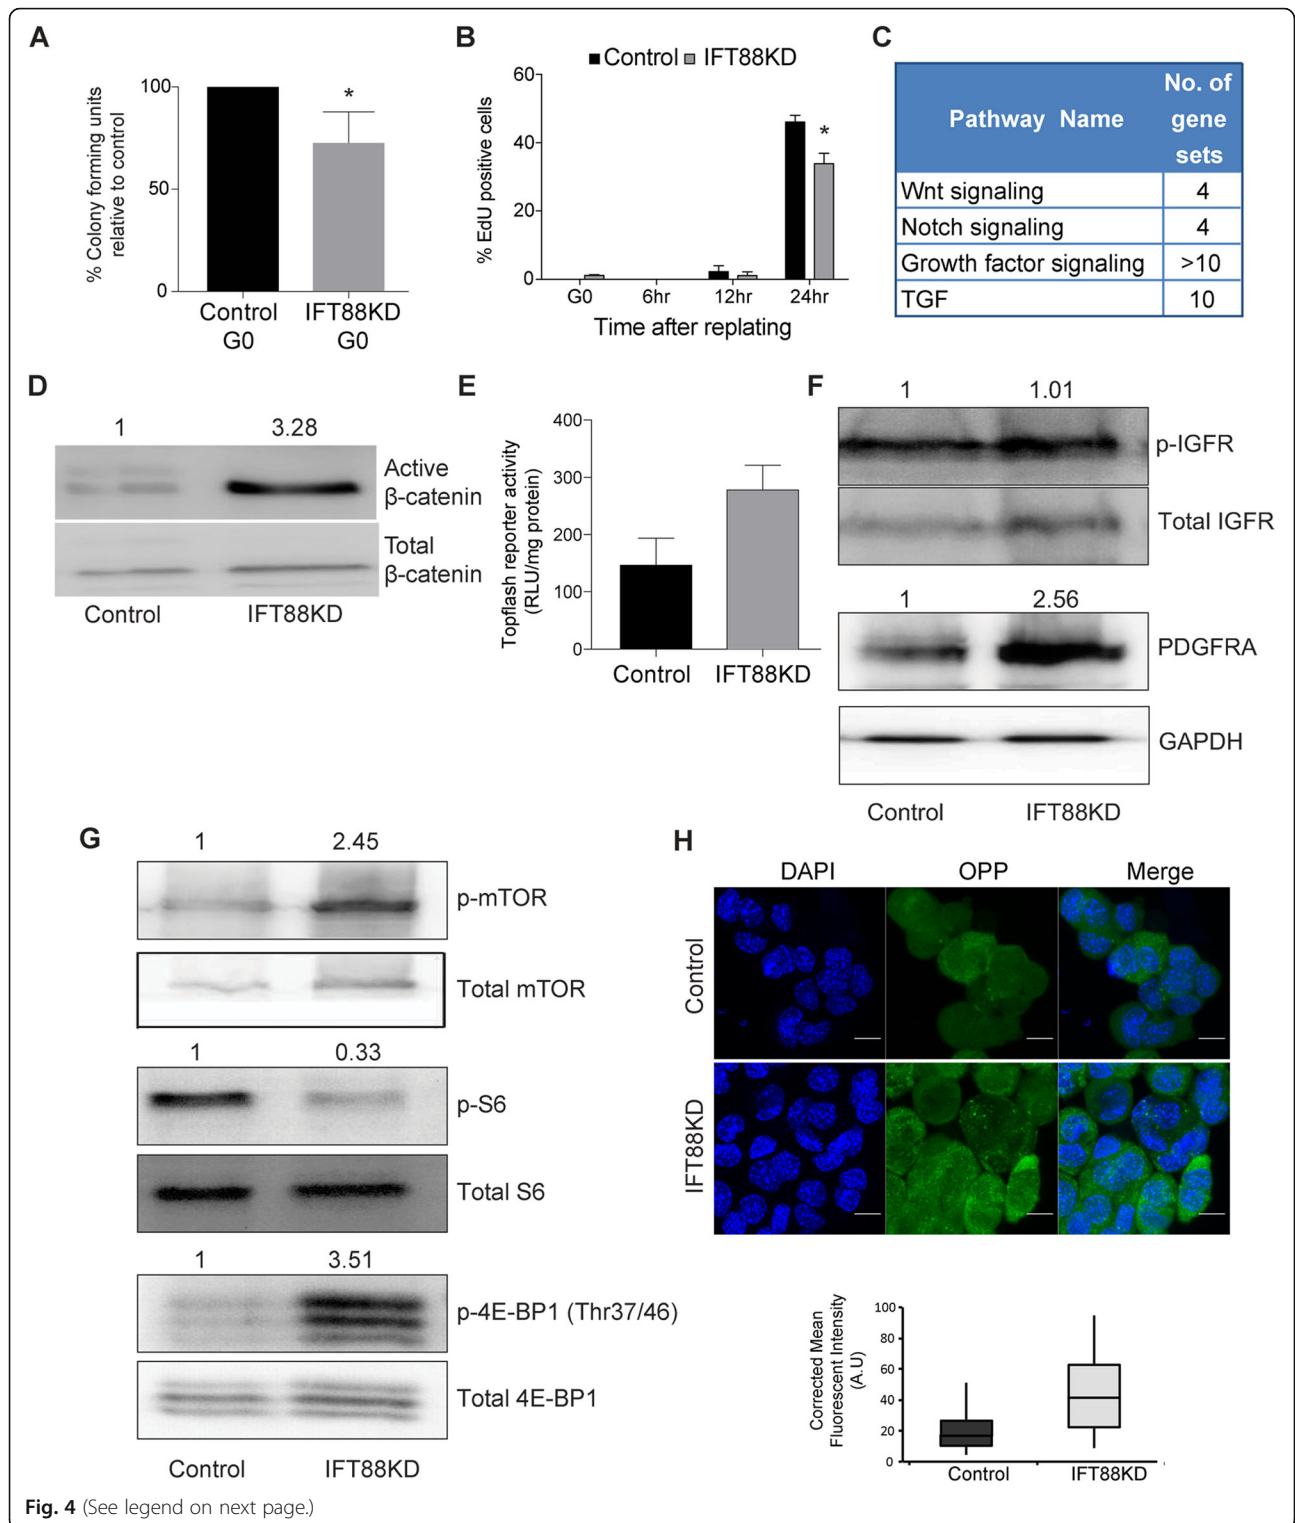 A
% Colony forming units
relative to control
100
50
0
*
Control
G0
IFT88KD
G0
B
Control IFT88KD
% EdU positive cells
60
40
20
0
*
G0 6hr 12hr 24hr
Time after replating
C
Pathway Name
No. of
gene
sets
Wnt signaling 4
Notch signaling 4
Growth factor signaling >10
TGF 10
D
1 3.28
Active
β-catenin
Total
β-catenin
Control IFT88KD
E
Topflash reporter activity
(RLU/mg protein)
400
300
200
100
0
Control IFT88KD
F
1 1.01
p-IGFR
Total IGFR
1 2.56
PDGFRA
GAPDH
Control IFT88KD
G
1 2.45
p-mTOR
Total mTOR
1 0.33
p-S6
Total S6
1 3.51
p-4E-BP1 (Thr37/46)
Total 4E-BP1
Control IFT88KD
H
DAPI OPP Merge
Control
IFT88KD
Corrected Mean
Fluorescent Intensity
(A.U)
100
80
60
40
20
0
Control IFT88KD
Fig. 4 (See legend on next page.)